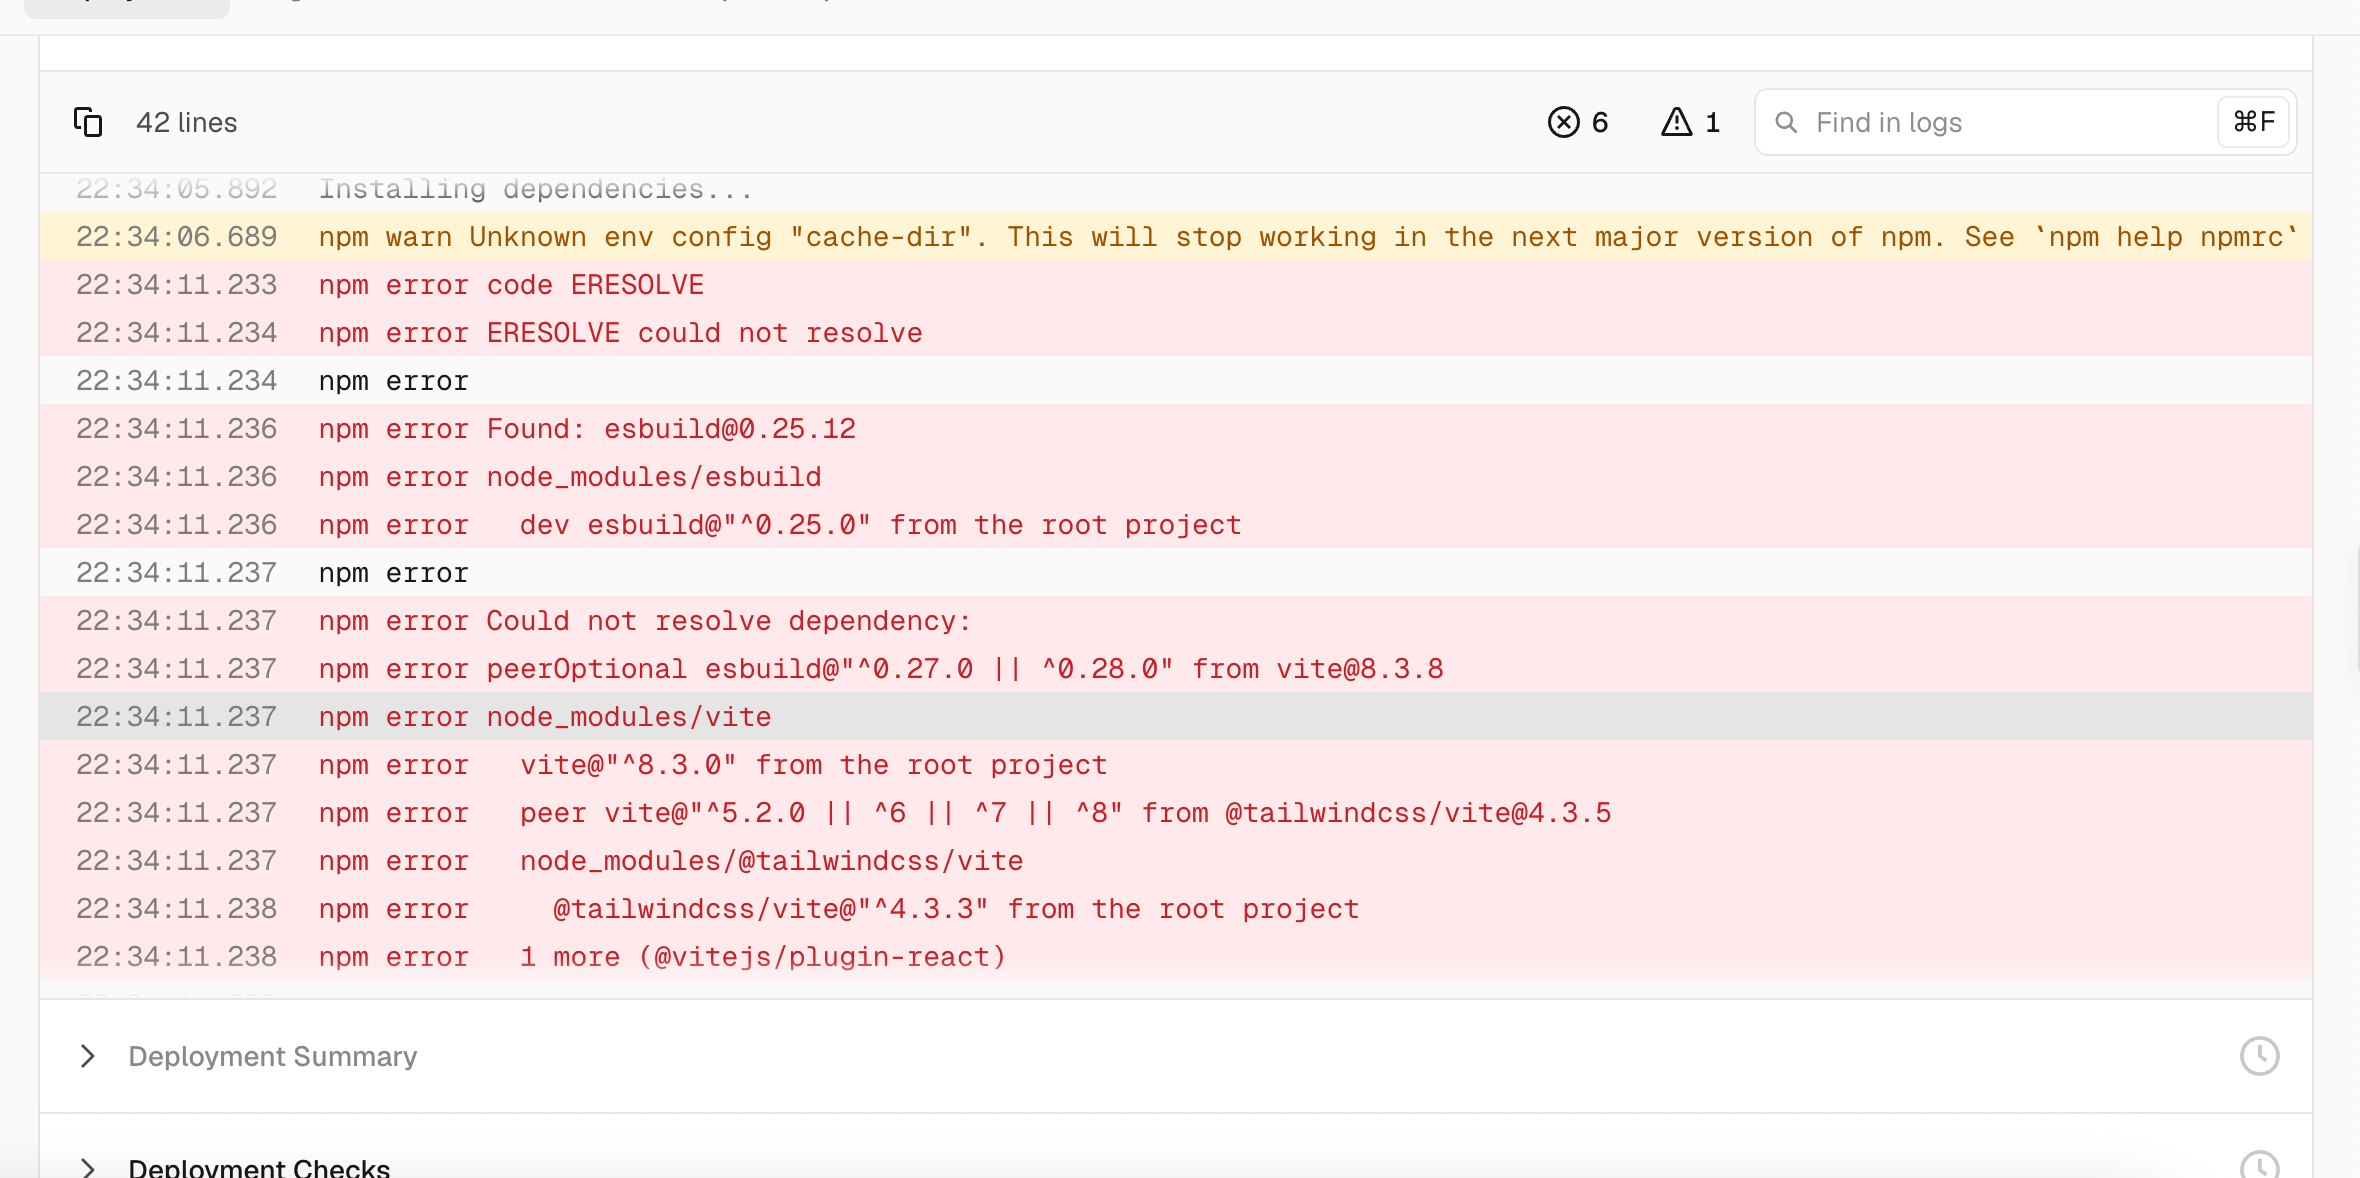 42 lines
6
1
Find in logs
⌘F
22:34:05.892 Installing dependencies...
22:34:06.689 npm warn Unknown env config "cache-dir". This will stop working in the next major version of npm. See `npm help npmrc`
22:34:11.233 npm error code ERESOLVE
22:34:11.234 npm error ERESOLVE could not resolve
22:34:11.234 npm error
22:34:11.236 npm error Found: esbuild@0.25.12
22:34:11.236 npm error node_modules/esbuild
22:34:11.236 npm error   dev esbuild@"^0.25.0" from the root project
22:34:11.237 npm error
22:34:11.237 npm error Could not resolve dependency:
22:34:11.237 npm error peerOptional esbuild@"^0.27.0 || ^0.28.0" from vite@8.3.8
22:34:11.237 npm error node_modules/vite
22:34:11.237 npm error   vite@"^8.3.0" from the root project
22:34:11.237 npm error   peer vite@"^5.2.0 || ^6 || ^7 || ^8" from @tailwindcss/vite@4.3.5
22:34:11.237 npm error   node_modules/@tailwindcss/vite
22:34:11.238 npm error     @tailwindcss/vite@"^4.3.3" from the root project
22:34:11.238 npm error   1 more (@vitejs/plugin-react)
Deployment Summary
Deployment Checks